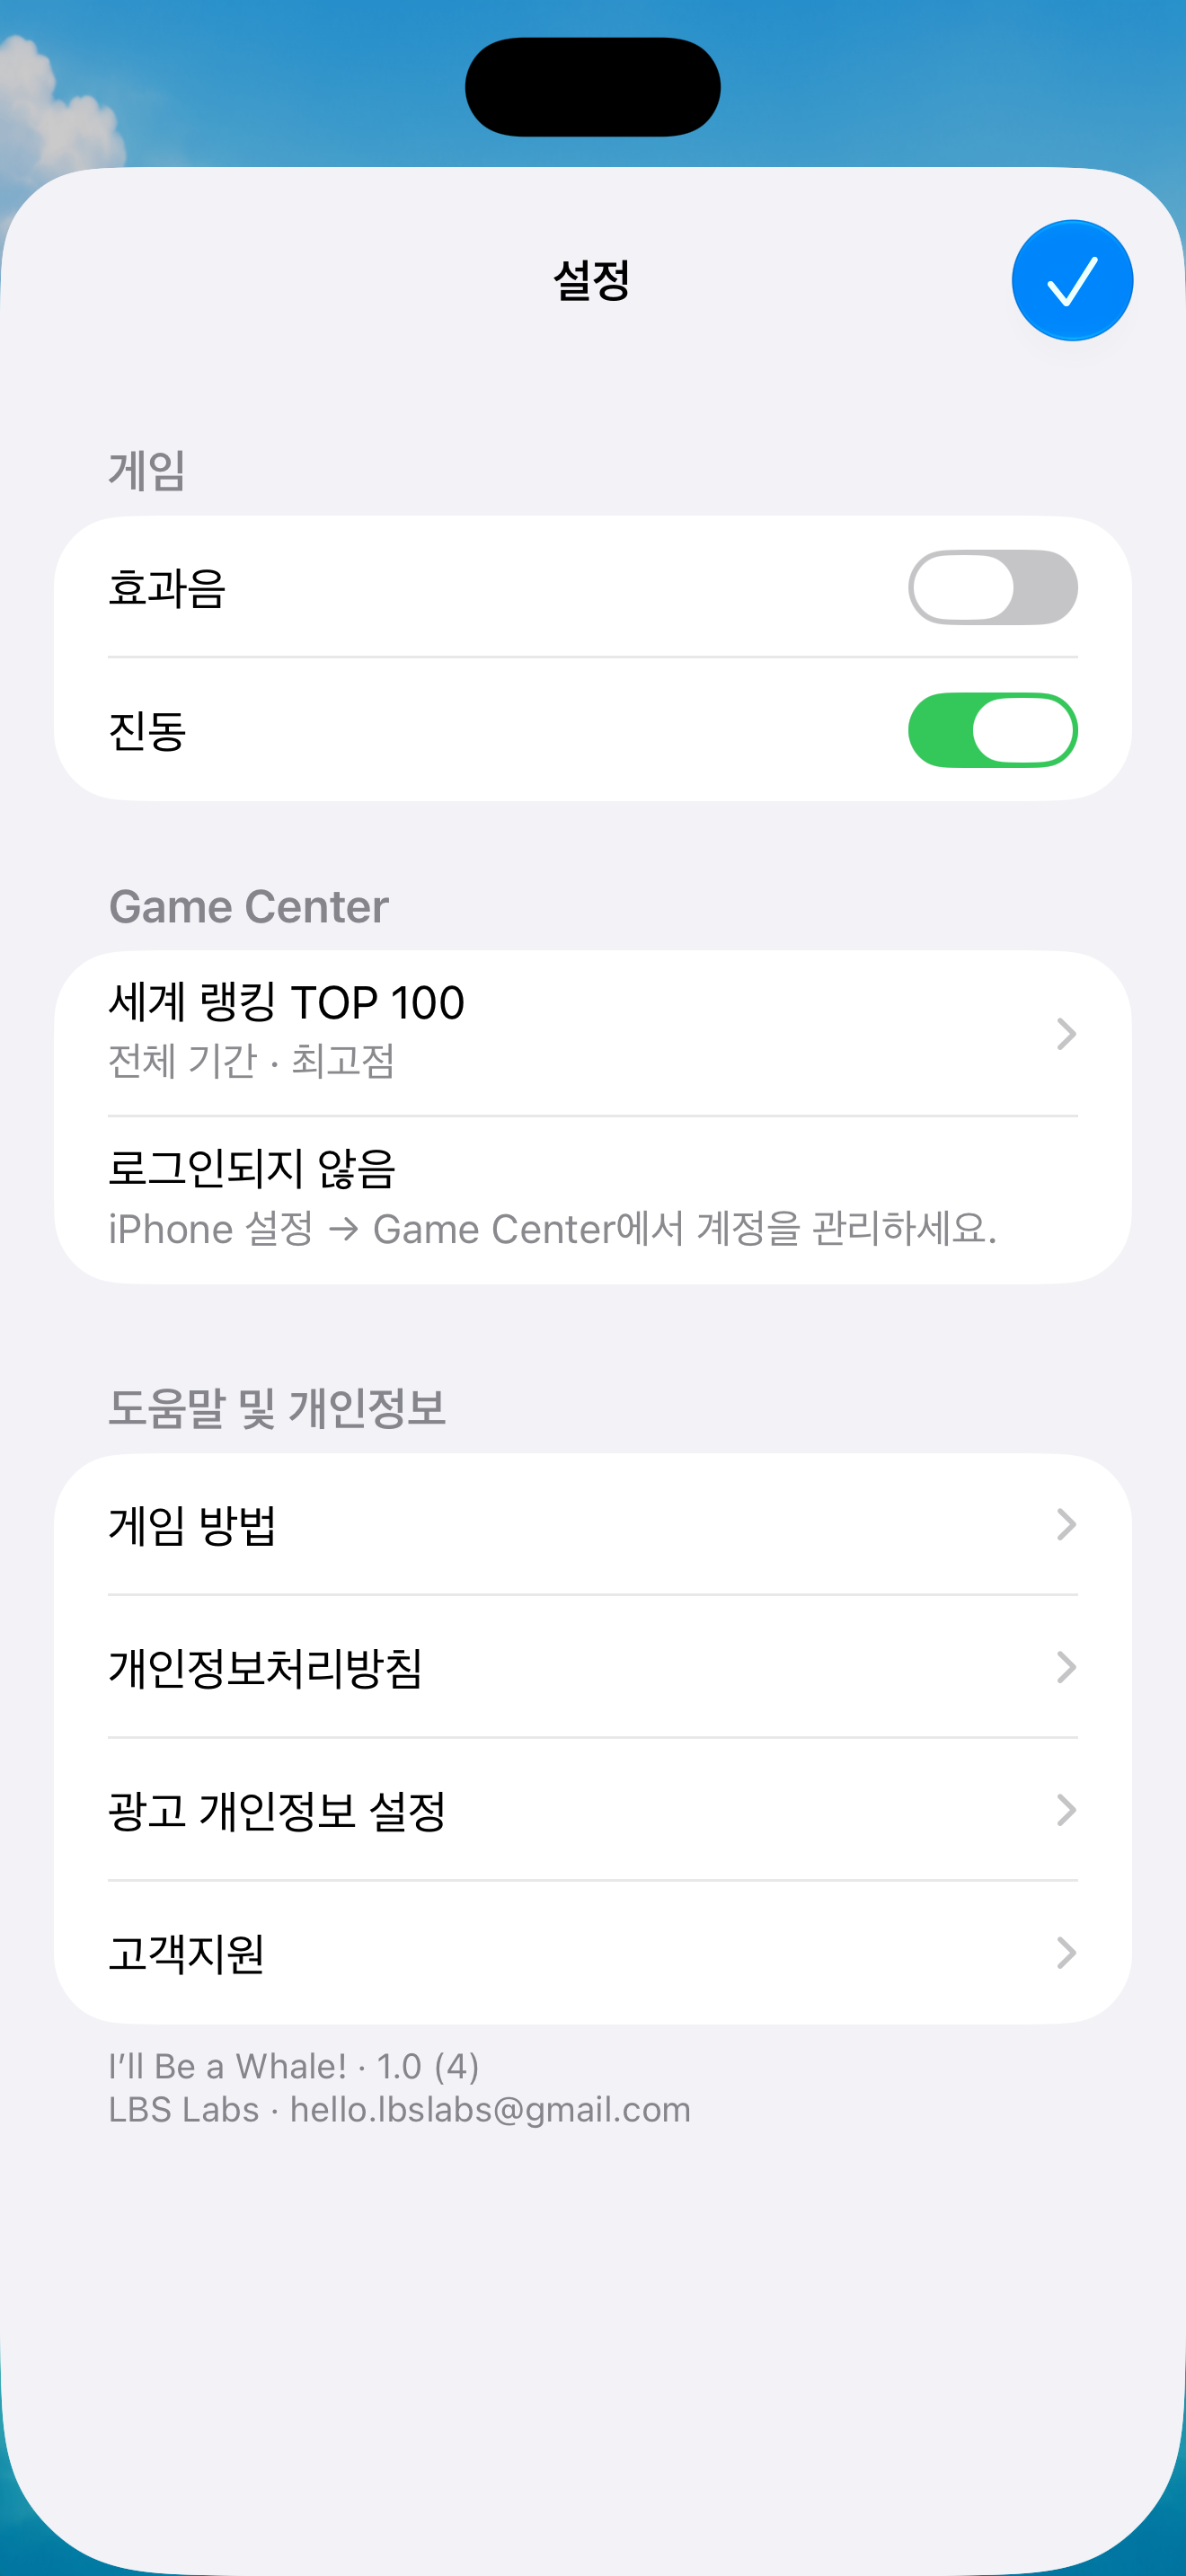 설정
게임
효과음
진동
Game Center
세계 랭킹 TOP 100
전체 기간 · 최고점
로그인되지 않음
iPhone 설정 → Game Center에서 계정을 관리하세요.
도움말 및 개인정보
게임 방법
개인정보처리방침
광고 개인정보 설정
고객지원
I’ll Be a Whale! · 1.0 (4)
LBS Labs · hello.lbslabs@gmail.com